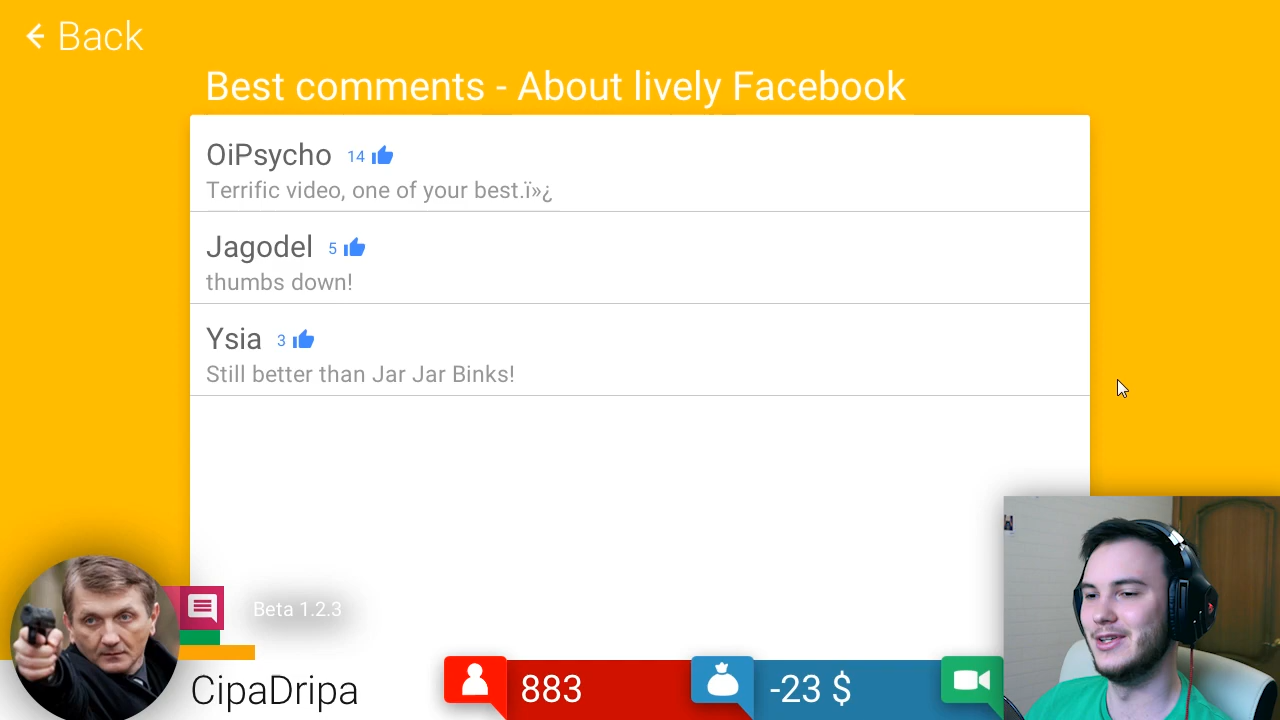 Back
Best comments - About lively Facebook
OiPsycho 14
Terrific video, one of your best.ï»¿
Jagodel 5
thumbs down!
Ysia 3
Still better than Jar Jar Binks!
Beta 1.2.3
CipaDripa
883
-23 $